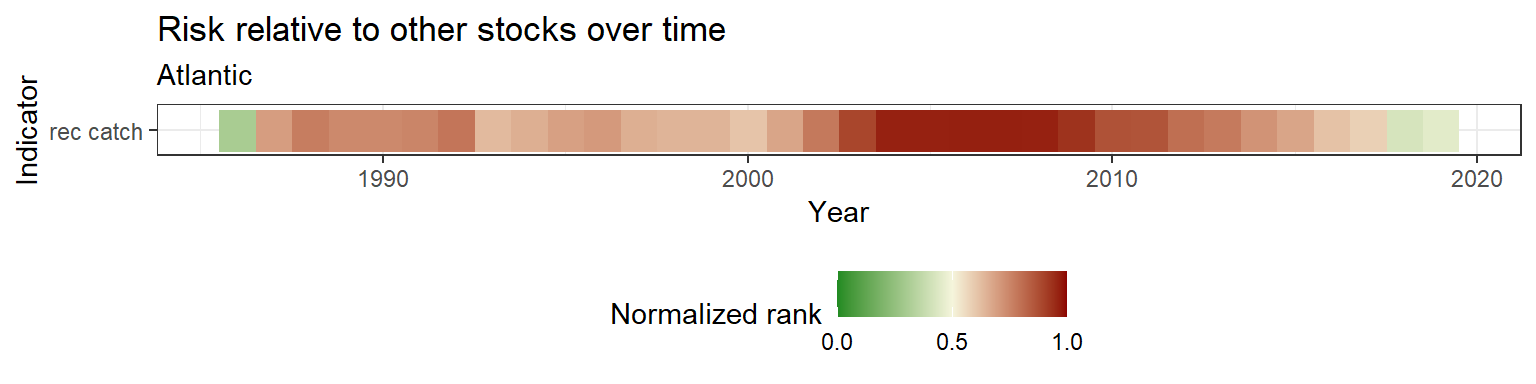 Risk relative to other stocks over time
Atlantic
Indicator
rec catch
1990 2000 2010 2020
Year
Normalized rank
0.0 0.5 1.0